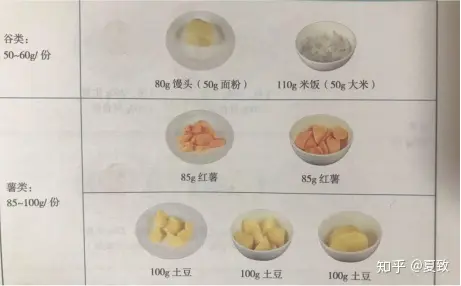 谷类:
50~60g/份
80g 馒头（50g 面粉）
110g 米饭（50g 大米）
85g 红薯
85g 红薯
薯类:
85~100g/份
100g 土豆
100g 土豆
100g 土豆
知乎 @夏致